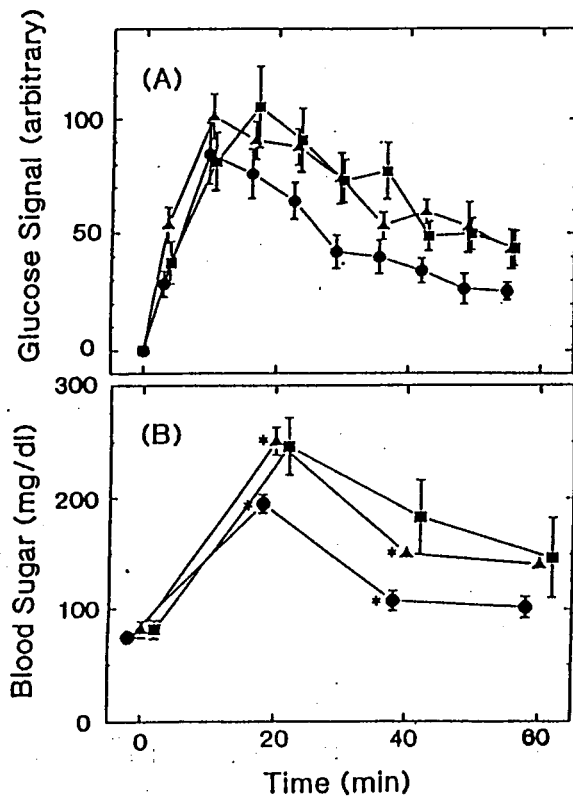 (A)
Glucose Signal (arbitrary)
100
50
0
(B)
Blood Sugar (mg/dl)
300
200
100
0
* * * *
0 20 40 60
Time (min)